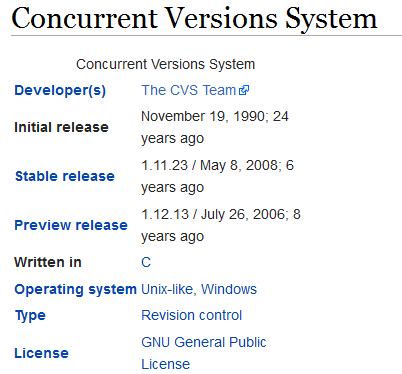 Concurrent Versions System
Concurrent Versions System
Developer(s) The CVS Team
Initial release November 19, 1990; 24
years ago
Stable release 1.11.23 / May 8, 2008; 6
years ago
Preview release 1.12.13 / July 26, 2006; 8
years ago
Written in C
Operating system Unix-like, Windows
Type Revision control
License GNU General Public
License